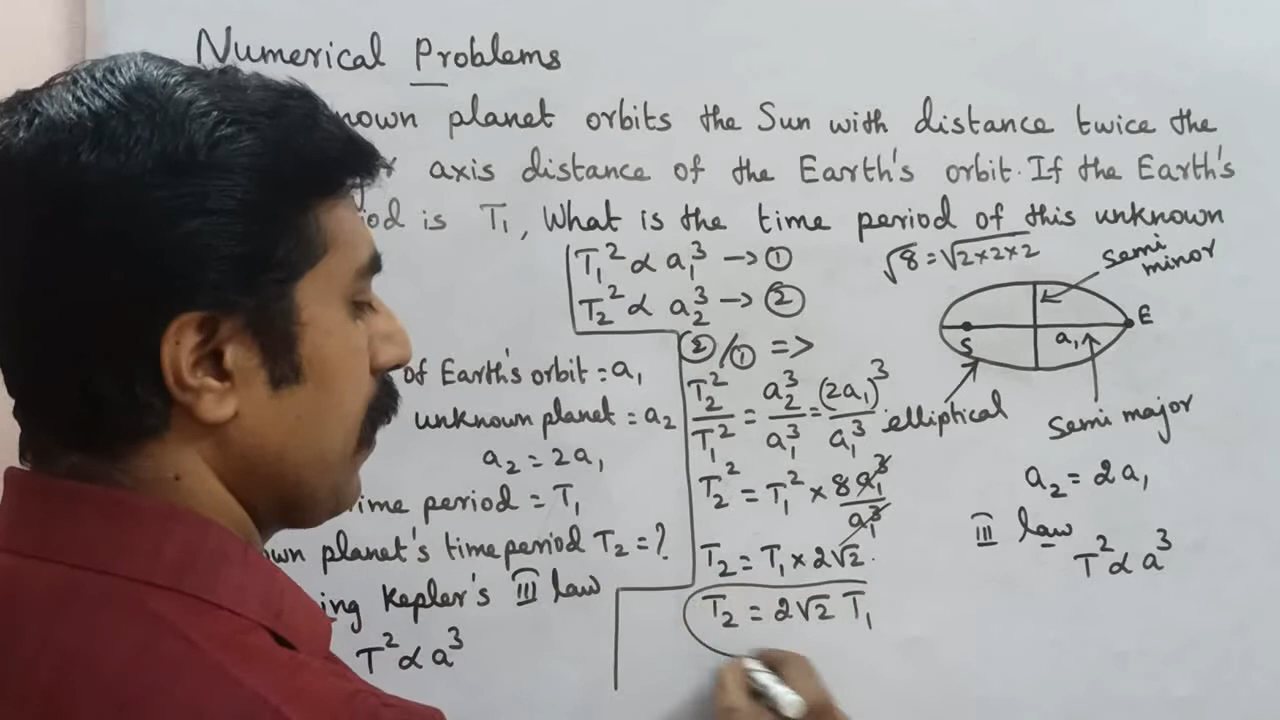 Numerical Problems
planet orbits the Sun with distance twice the
axis distance of the Earth's orbit. If the Earth's
is T₁, What is the time period of this unknown
T₁² ∝ a₁³ → ①
T₂² ∝ a₂³ → ②
√8 = √2×2×2
semi
minor
S
a₁
E
elliptical
Semi major
a₂ = 2a₁
III law
T² ∝ a³
of Earth's orbit = a₁
unknown planet = a₂
a₂ = 2a₁
time period = T₁
planet's time period T₂ = ?
Kepler's III law
T² ∝ a³
②/① =>
T₂²/T₁² = a₂³/a₁³ = (2a₁)³/a₁³
T₂² = T₁² × 8a₁³/a₁³
T₂ = T₁ × 2√2.
T₂ = 2√2 T₁